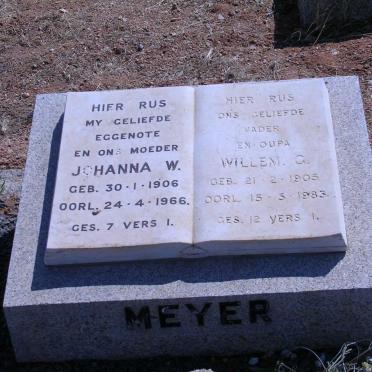 HIER RUS
MY GELIEFDE
EGGENOTE
EN ONS MOEDER
JOHANNA W.
GEB. 30-1-1906
OORL. 24-4-1966.
GES. 7 VERS 1.
HIER RUS
ONS GELIEFDE
VADER
EN OUPA
WILLEM. G.
GEB. 21-2-1905
OORL. 15-5-1983.
GES. 12 VERS 1.
MEYER